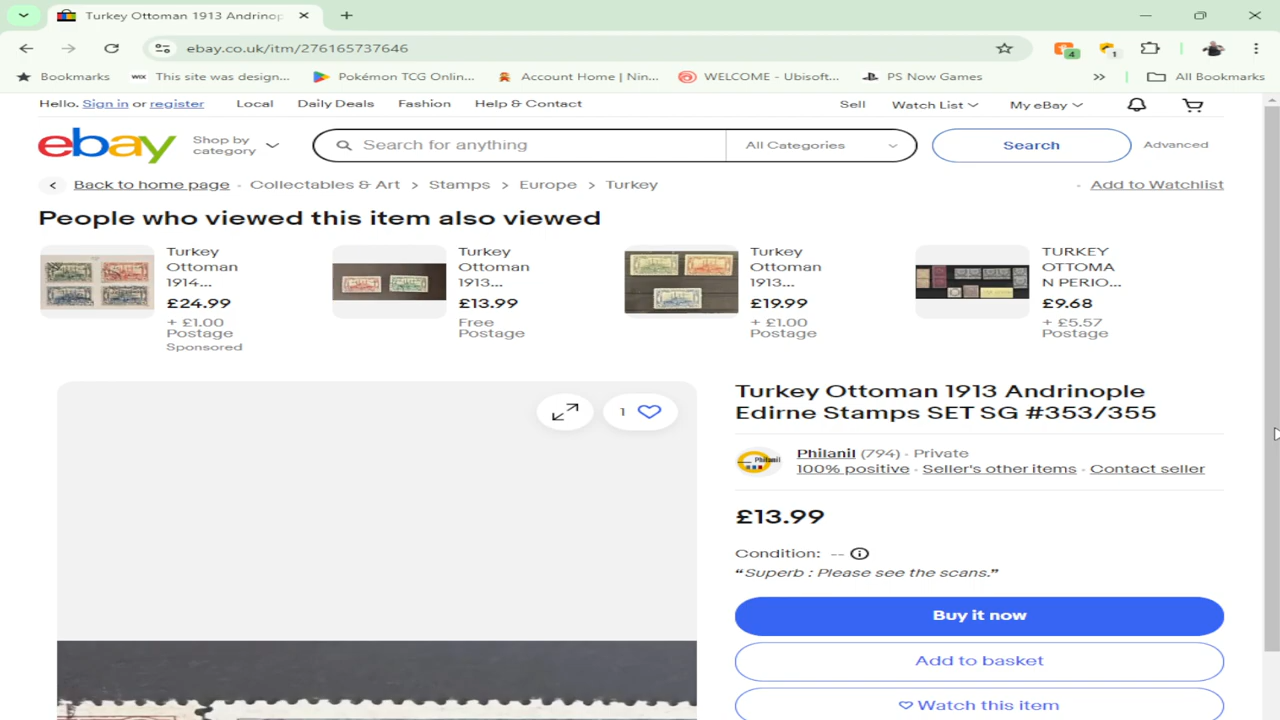 Turkey Ottoman 1913 Andrinop
ebay.co.uk/itm/276165737646
4
1
Bookmarks
WIX This site was design...
Pokémon TCG Onlin...
Account Home | Nin...
WELCOME - Ubisoft...
PS Now Games
»
All Bookmarks
Hello. Sign in or register
Local
Daily Deals
Fashion
Help & Contact
Sell
Watch List
My eBay
ebay
Shop by
category
Search for anything
All Categories
Search
Advanced
Back to home page - Collectables & Art > Stamps > Europe > Turkey
- Add to Watchlist
People who viewed this item also viewed
Turkey
Ottoman
1914...
£24.99
+ £1.00
Postage
Sponsored
Turkey
Ottoman
1913...
£13.99
Free
Postage
Turkey
Ottoman
1913...
£19.99
+ £1.00
Postage
TURKEY
OTTOMA
N PERIO...
£9.68
+ £5.57
Postage
1
Turkey Ottoman 1913 Andrinople
Edirne Stamps SET SG #353/355
Philanil
Philanil (794) - Private
100% positive - Seller's other items - Contact seller
£13.99
Condition: --
“Superb : Please see the scans.”
Buy it now
Add to basket
Watch this item